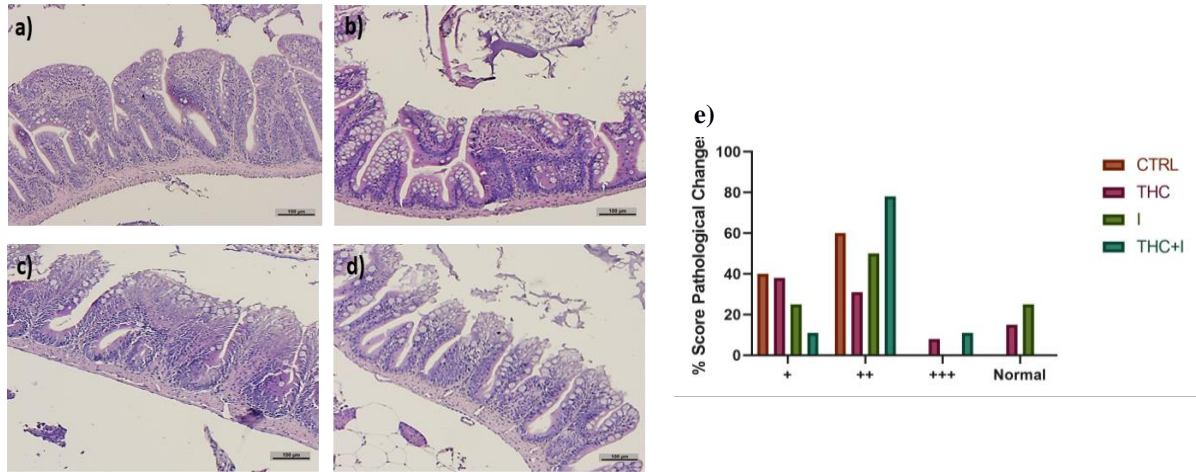 a)
b)
100 µm
100 µm
c)
d)
100 µm
100 µm
e)
% Score Pathological Change
100
80
60
40
20
0
+
++
+++
Normal
CTRL
THC
I
THC+I